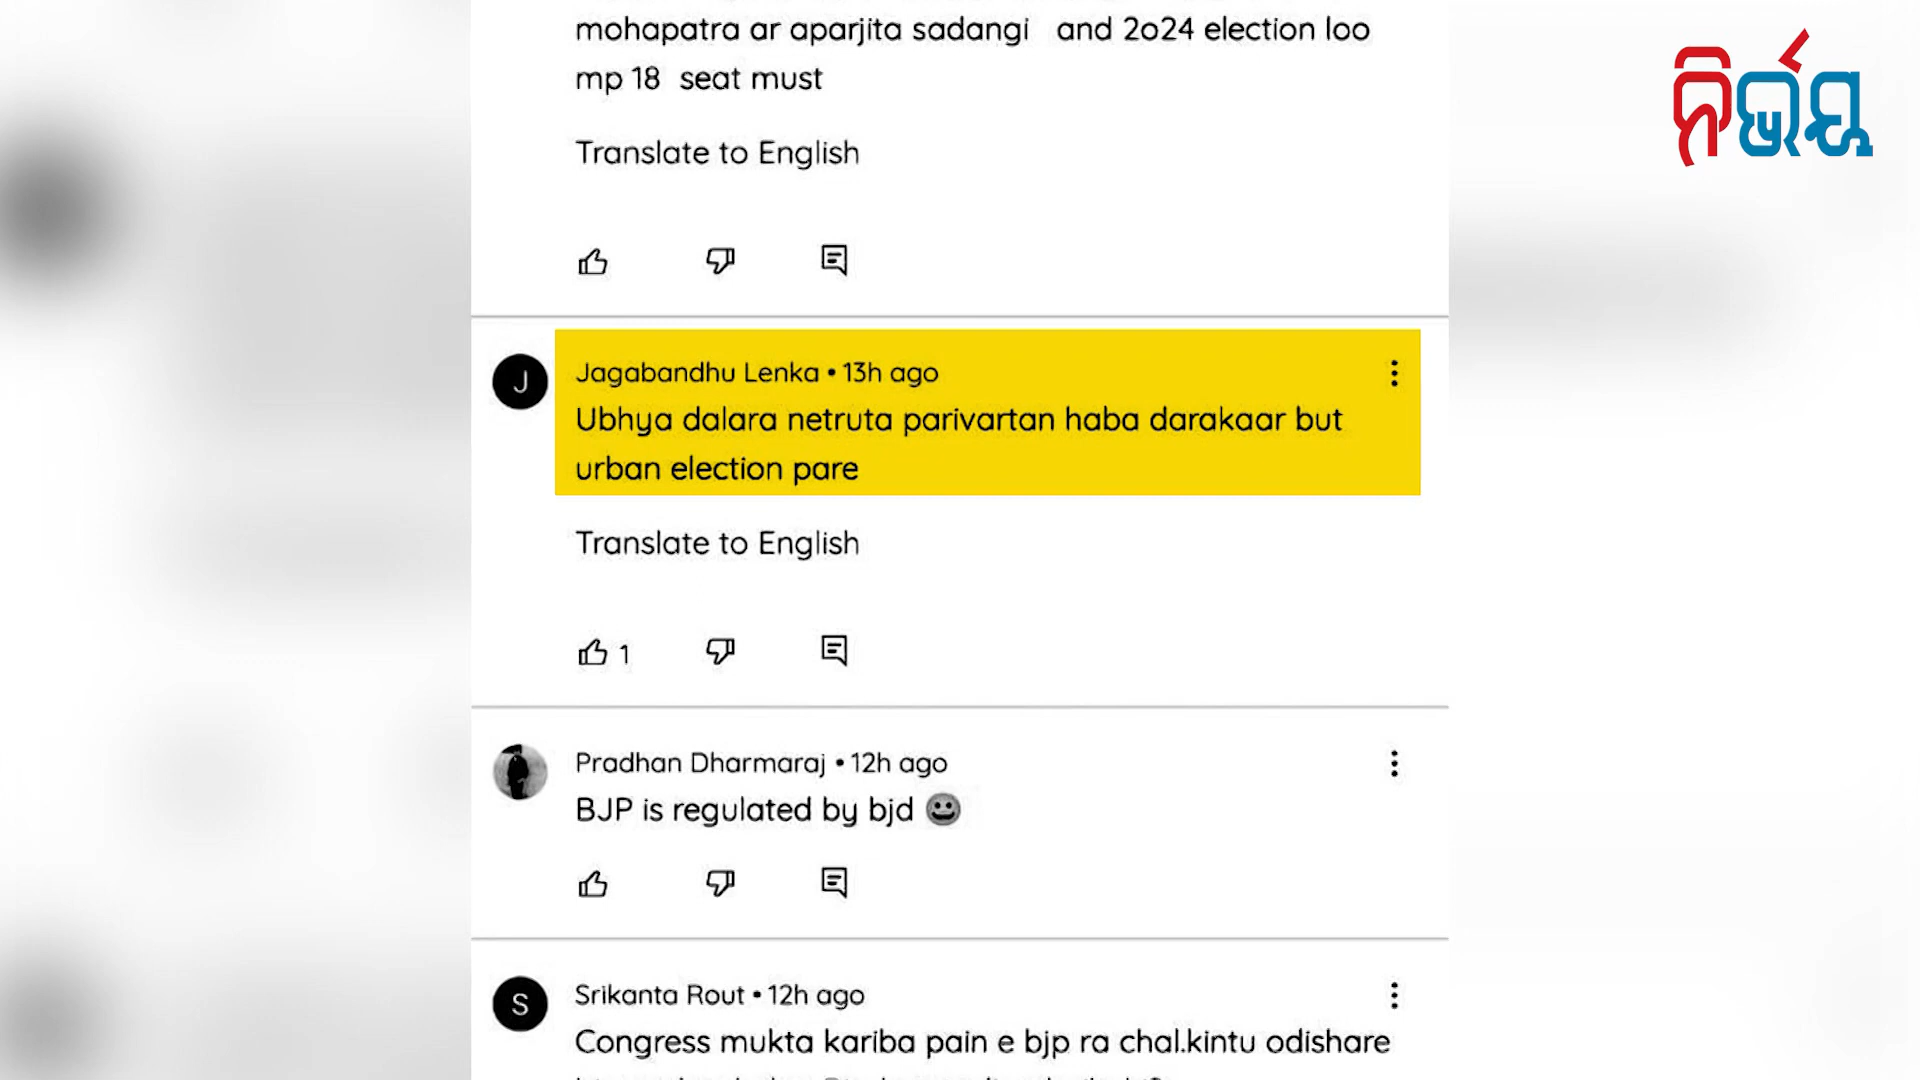 ନିର୍ଭୟ
mohapatra ar aparjita sadangi and 2o24 election loo
mp 18 seat must
Translate to English
J
Jagabandhu Lenka • 13h ago
Ubhya dalara netruta parivartan haba darakaar but
urban election pare
Translate to English
1
Pradhan Dharmaraj • 12h ago
BJP is regulated by bjd 😀
S
Srikanta Rout • 12h ago
Congress mukta kariba pain e bjp ra chal.kintu odishare